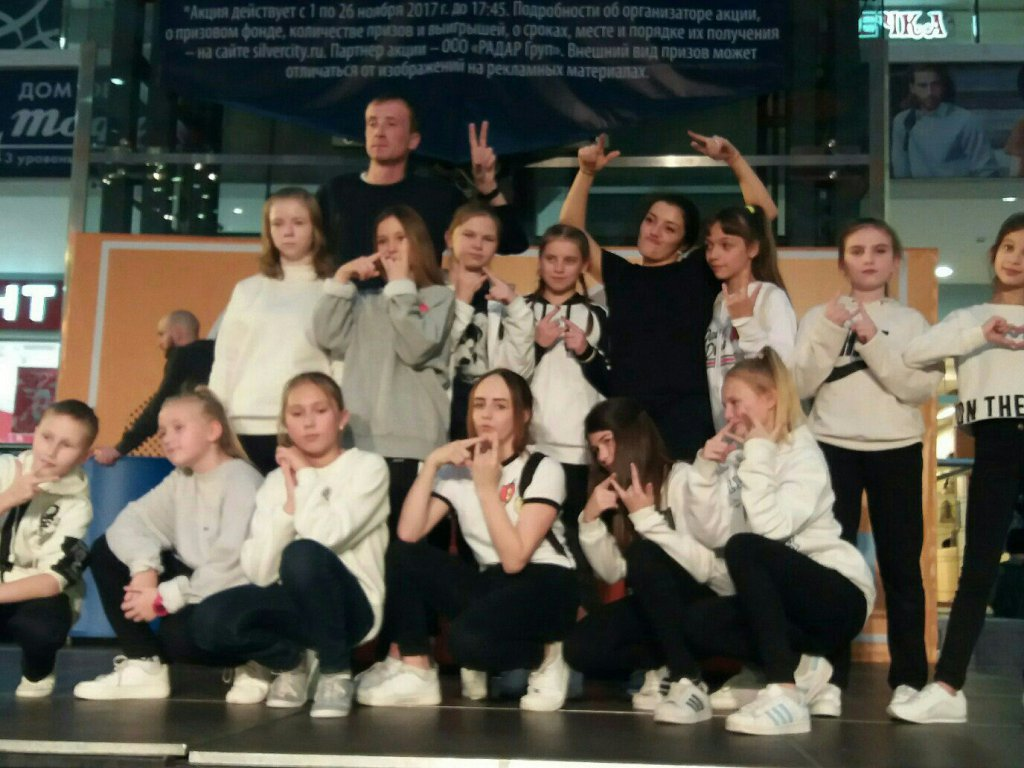 *Акция действует с 1 по 26 ноября 2017 г. до 17:45. Подробности об организаторе акции,
о призовом фонде, количестве призов и выигрышей, о сроках, месте и порядке их получения
– на сайте silvercity.ru. Партнер акции – ООО «РАДАР Груп». Внешний вид призов может
отличаться от изображений на рекламных материалах.
ЧКА
ДОМ
3 уровень
НТ
ON THE